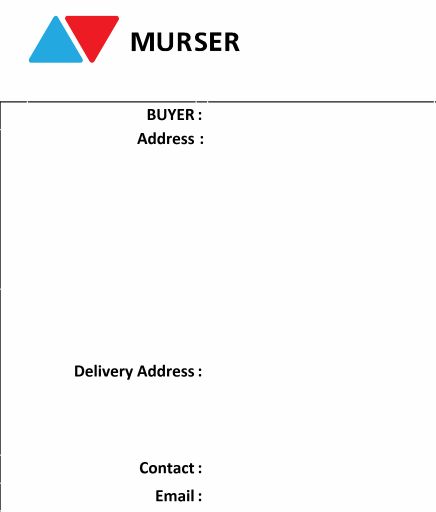 MURSER
BUYER :
Address :
Delivery Address :
Contact :
Email :